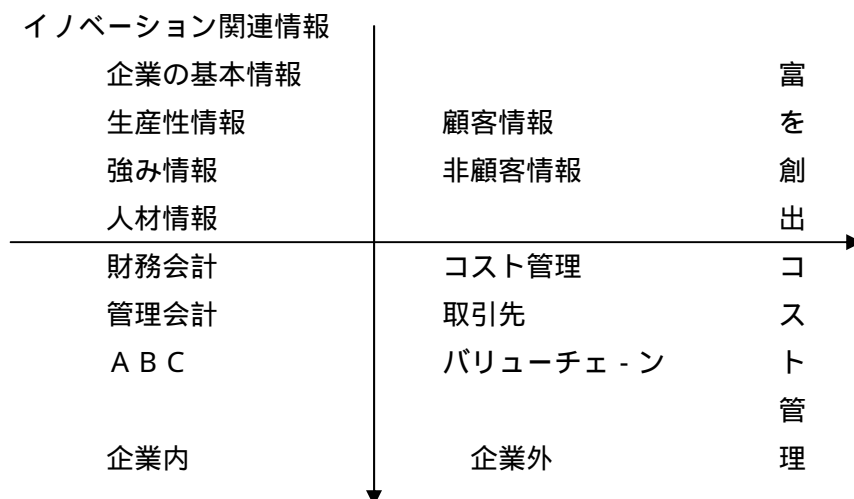 イノベーション関連情報
企業の基本情報
生産性情報
強み情報
人材情報
顧客情報
非顧客情報
財務会計
管理会計
ＡＢＣ
コスト管理
取引先
バリューチェ-ン
企業内
企業外
富を創出
コスト管理